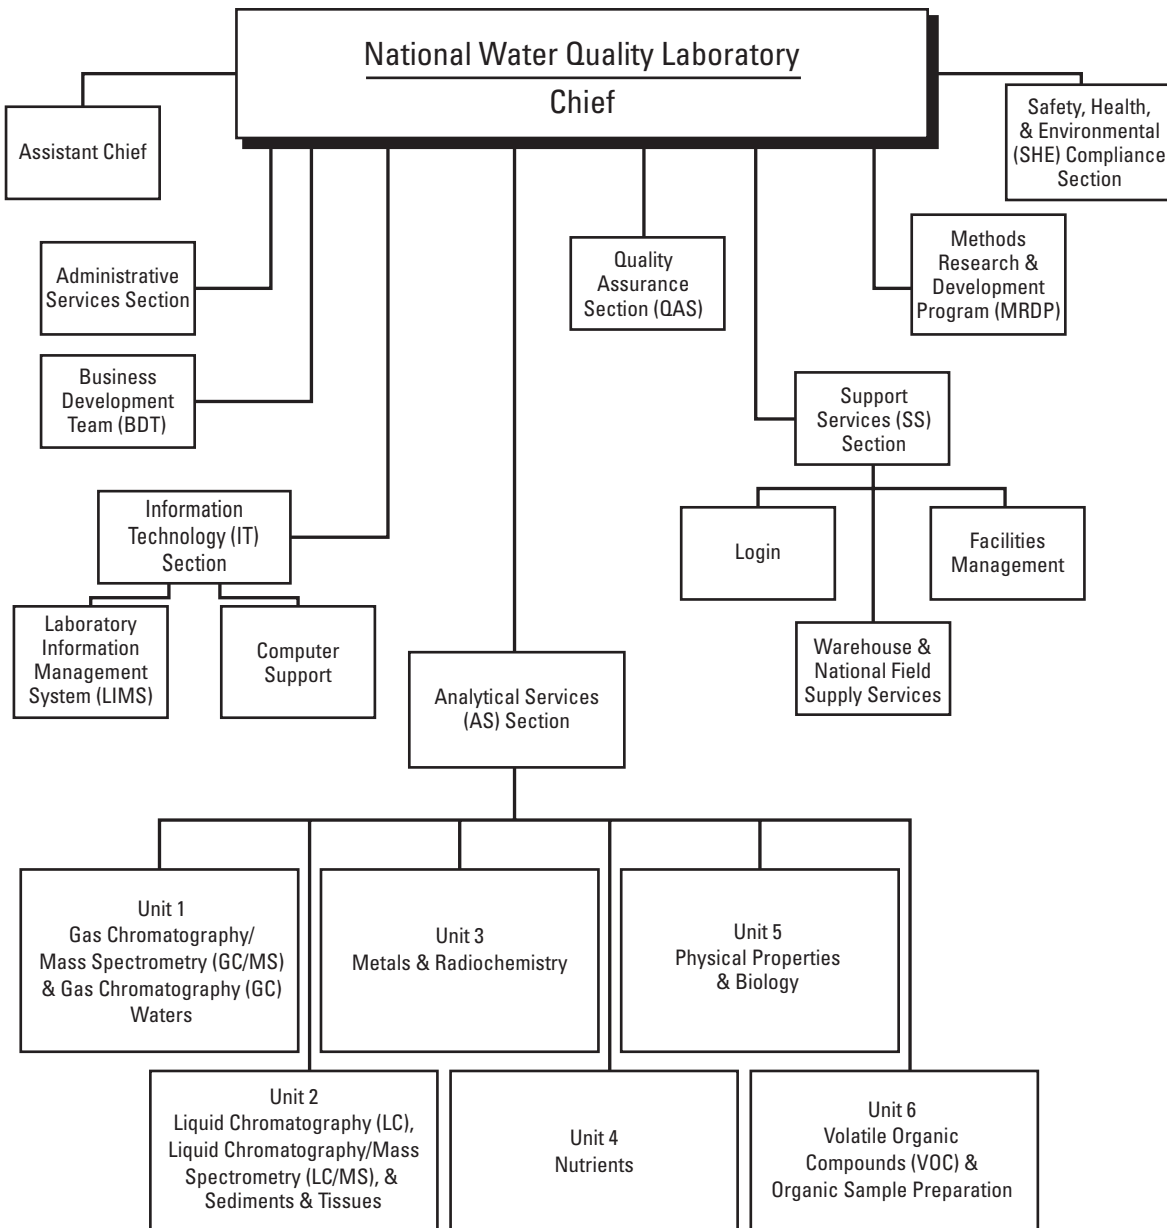 National Water Quality Laboratory
Chief
Assistant Chief
Safety, Health,
& Environmental
(SHE) Compliance
Section
Administrative
Services Section
Quality
Assurance
Section (QAS)
Methods
Research &
Development
Program (MRDP)
Business
Development
Team (BDT)
Support
Services (SS)
Section
Information
Technology (IT)
Section
Login
Facilities
Management
Laboratory
Information
Management
System (LIMS)
Computer
Support
Warehouse &
National Field
Supply Services
Analytical Services
(AS) Section
Unit 1
Gas Chromatography/
Mass Spectrometry (GC/MS)
& Gas Chromatography (GC)
Waters
Unit 3
Metals & Radiochemistry
Unit 5
Physical Properties
& Biology
Unit 2
Liquid Chromatography (LC),
Liquid Chromatography/Mass
Spectrometry (LC/MS), &
Sediments & Tissues
Unit 4
Nutrients
Unit 6
Volatile Organic
Compounds (VOC) &
Organic Sample Preparation